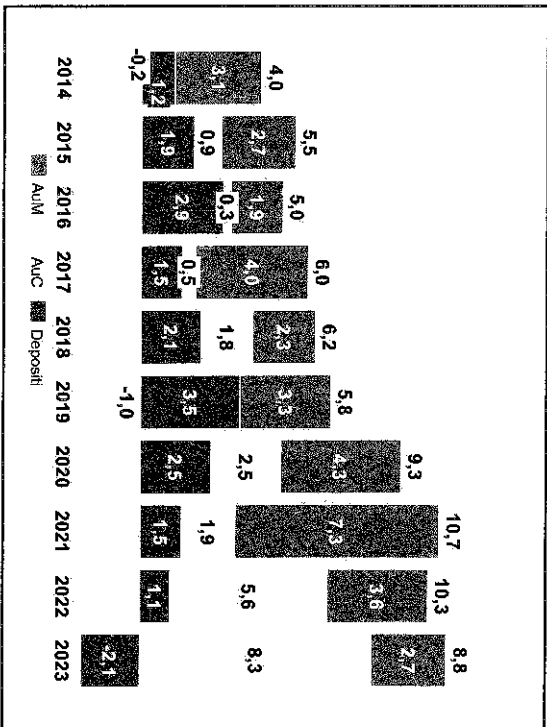 4,0 5,5 5,0 6,0 6,2 5,8 9,3 10,7 10,3 8,8
3,1 2,7 1,9 4,0 2,3 3,3 4,3 7,3 3,6 2,7
0,9 0,3 0,5 1,8 2,5 1,9 5,6 8,3
1,2 1,9 2,9 1,5 2,1 3,5 2,5 1,5 1,1 -2,1
-0,2 -1,0
2014 2015 2016 2017 2018 2019 2020 2021 2022 2023
AuM AuC Depositi